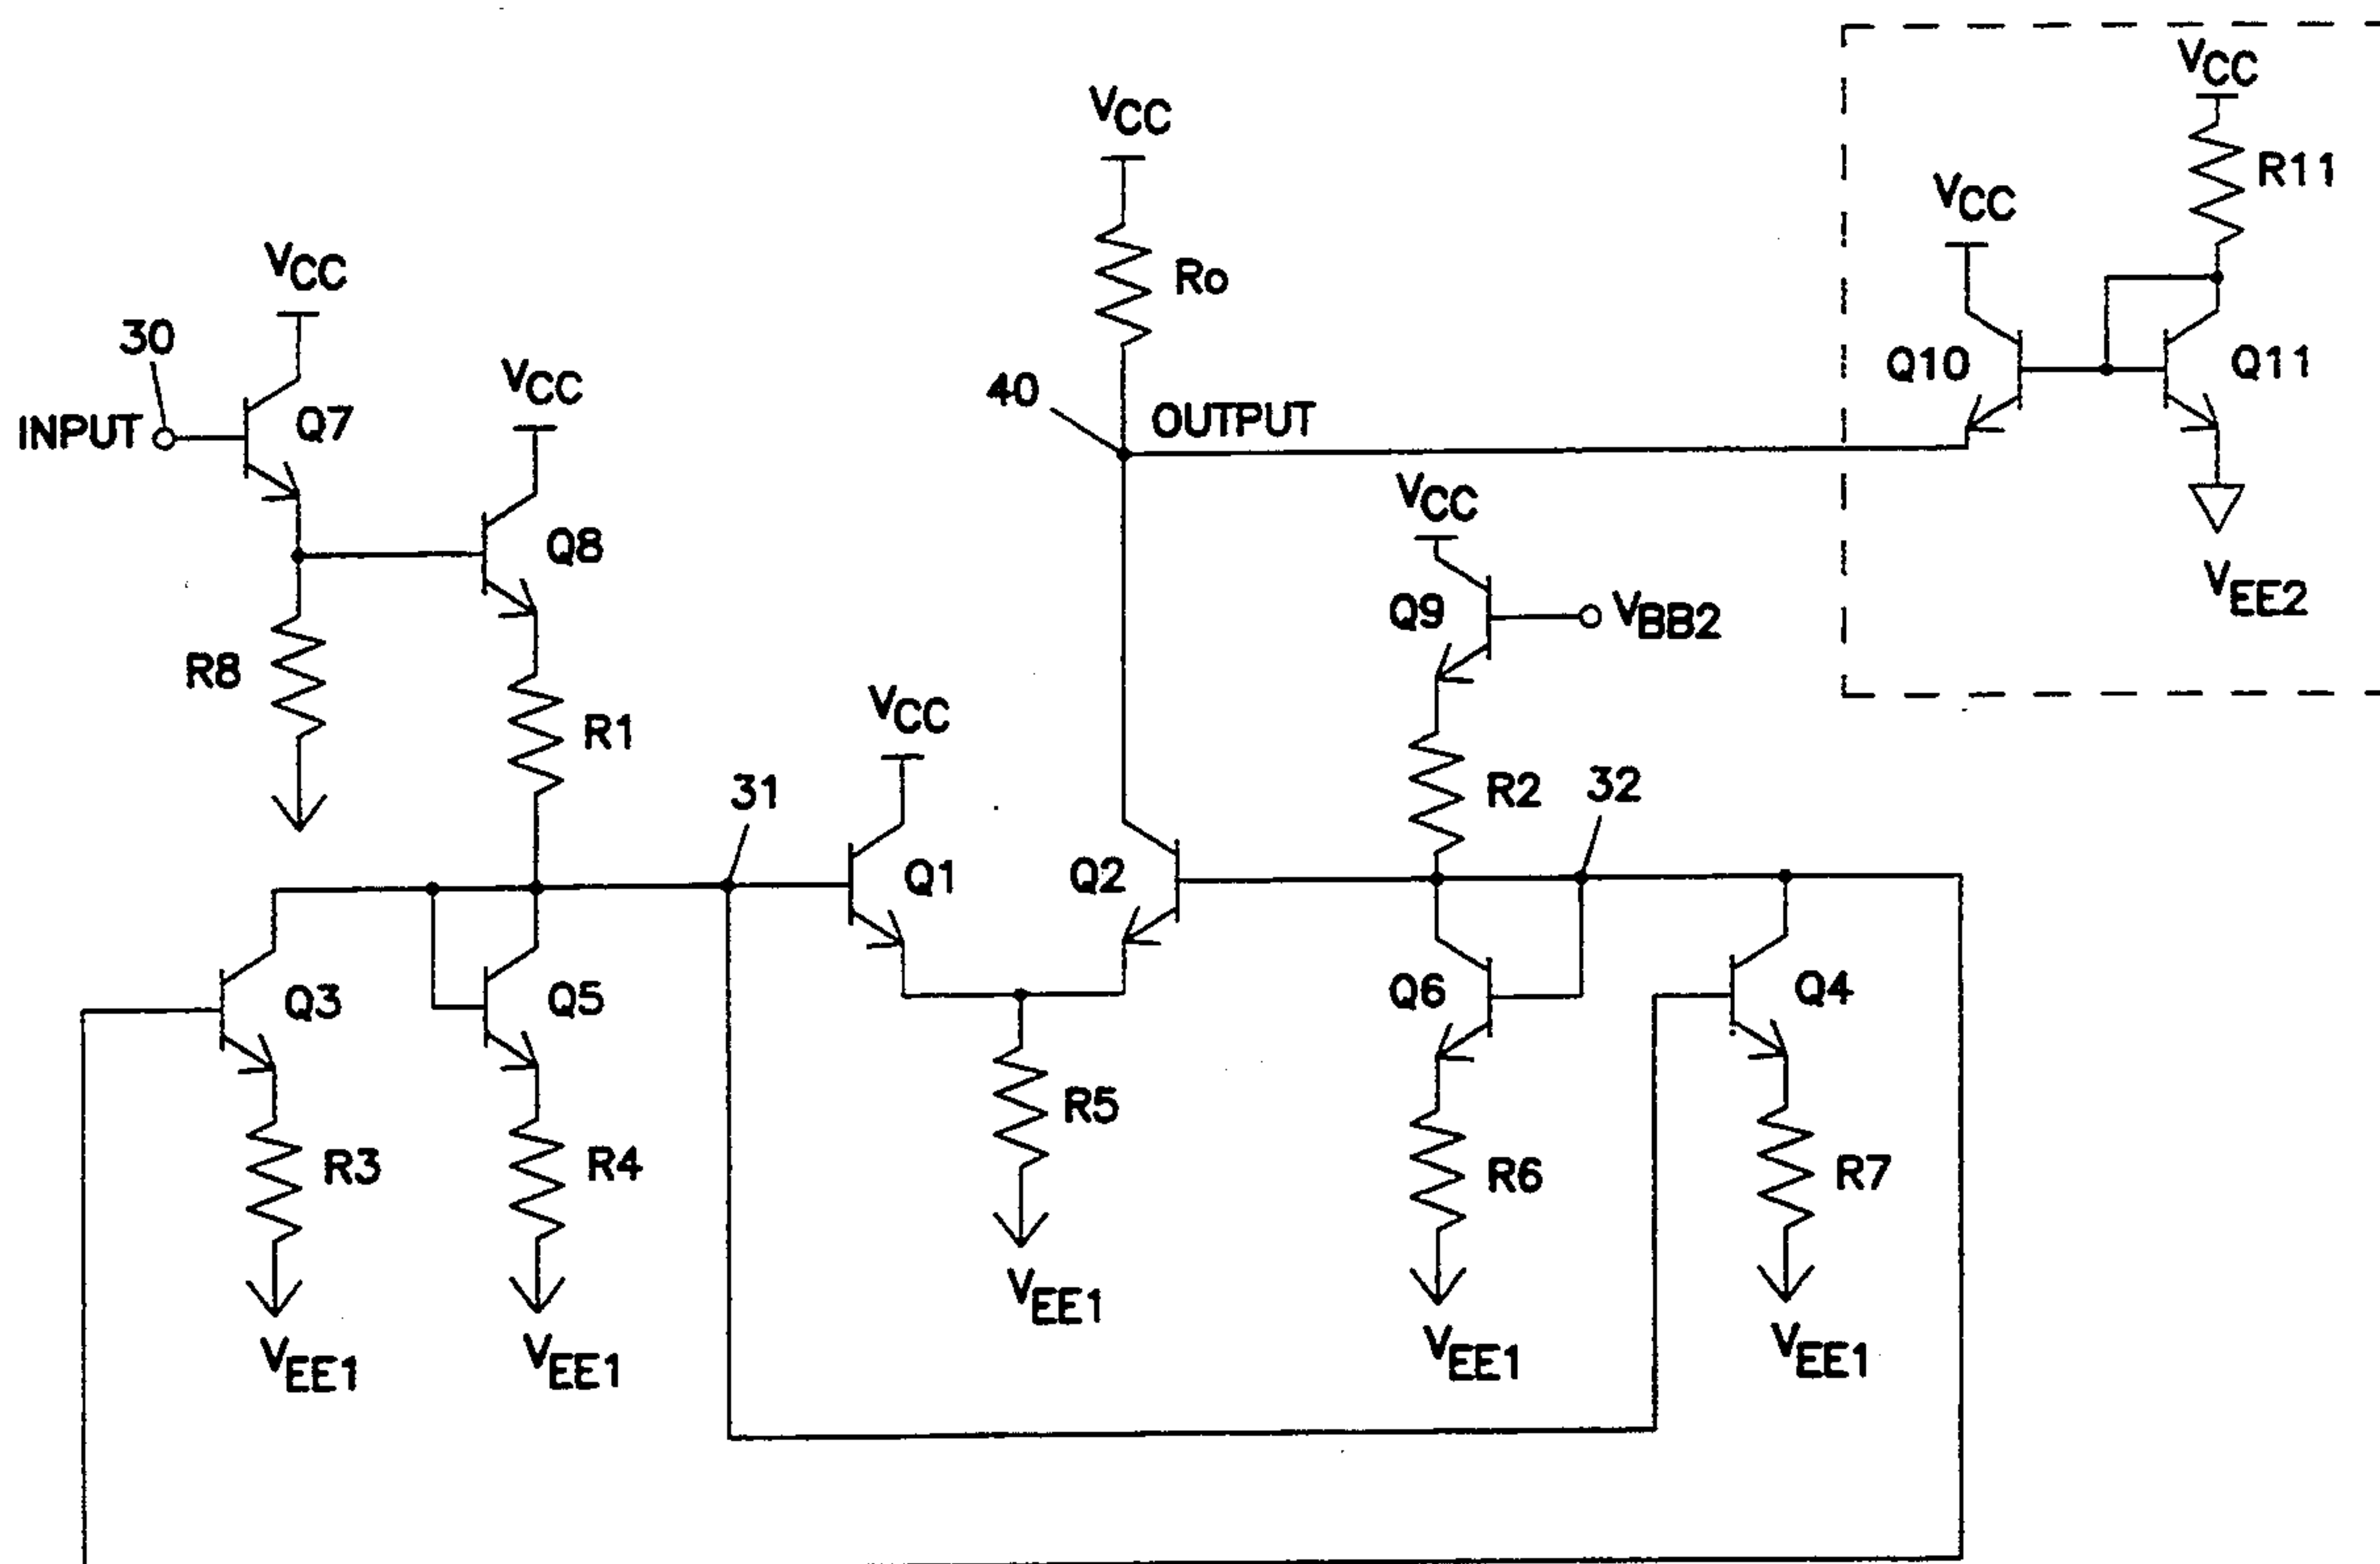 VCC
VCC
R11
VCC
Ro
VCC
Q10
Q11
VCC
30
VCC
40
OUTPUT
INPUT
Q7
VCC
Q8
Q9
VBB2
VEE2
R8
R1
VCC
R2
32
31
Q1
Q2
Q3
Q5
Q6
Q4
R5
R3
R4
R6
R7
VEE1
VEE1
VEE1
VEE1
VEE1